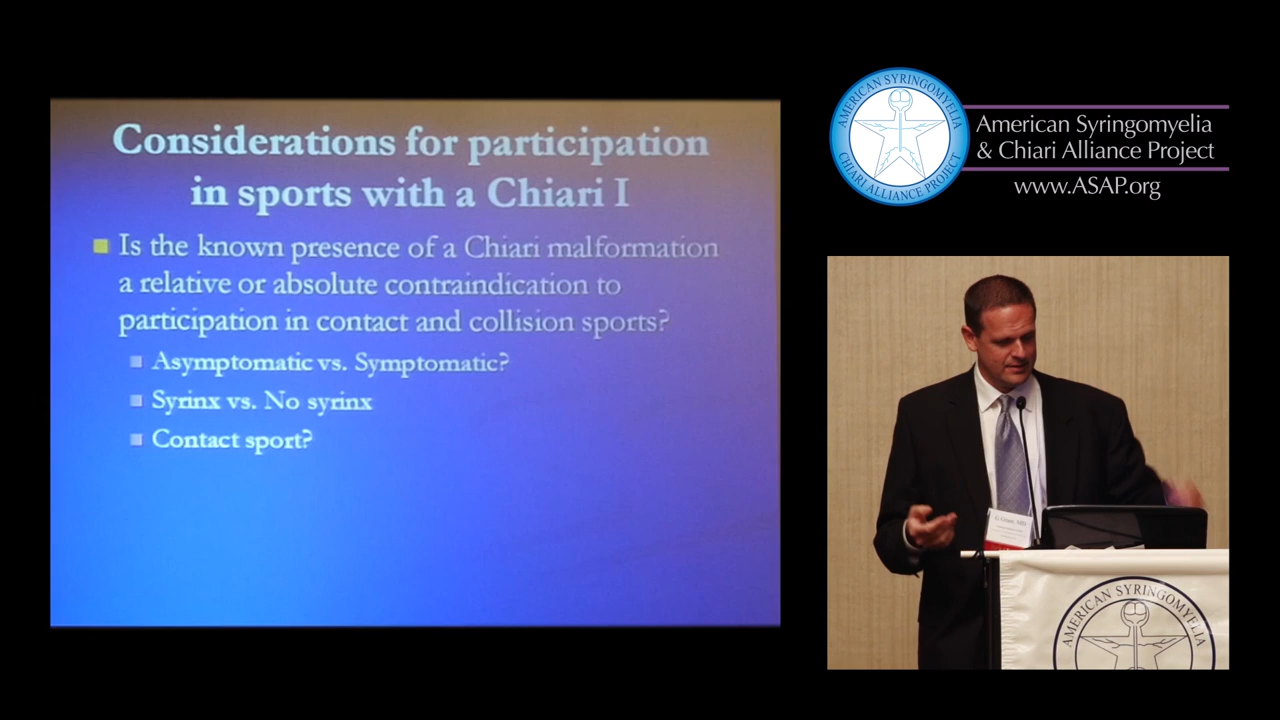 Considerations for participation
in sports with a Chiari I
Is the known presence of a Chiari malformation
a relative or absolute contraindication to
participation in contact and collision sports?
Asymptomatic vs. Symptomatic?
Syrinx vs. No syrinx
Contact sport?
AMERICAN SYRINGOMYELIA
CHIARI ALLIANCE PROJECT
American Syringomyelia
& Chiari Alliance Project
www.ASAP.org
MD
AMERICAN SYRINGOMYELIA